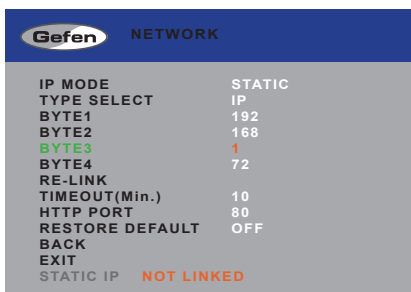 Gefen NETWORK
IP MODE STATIC
TYPE SELECT IP
BYTE1 192
BYTE2 168
BYTE3 1
BYTE4 72
RE-LINK
TIMEOUT(Min.) 10
HTTP PORT 80
RESTORE DEFAULT OFF
BACK
EXIT
STATIC IP NOT LINKED